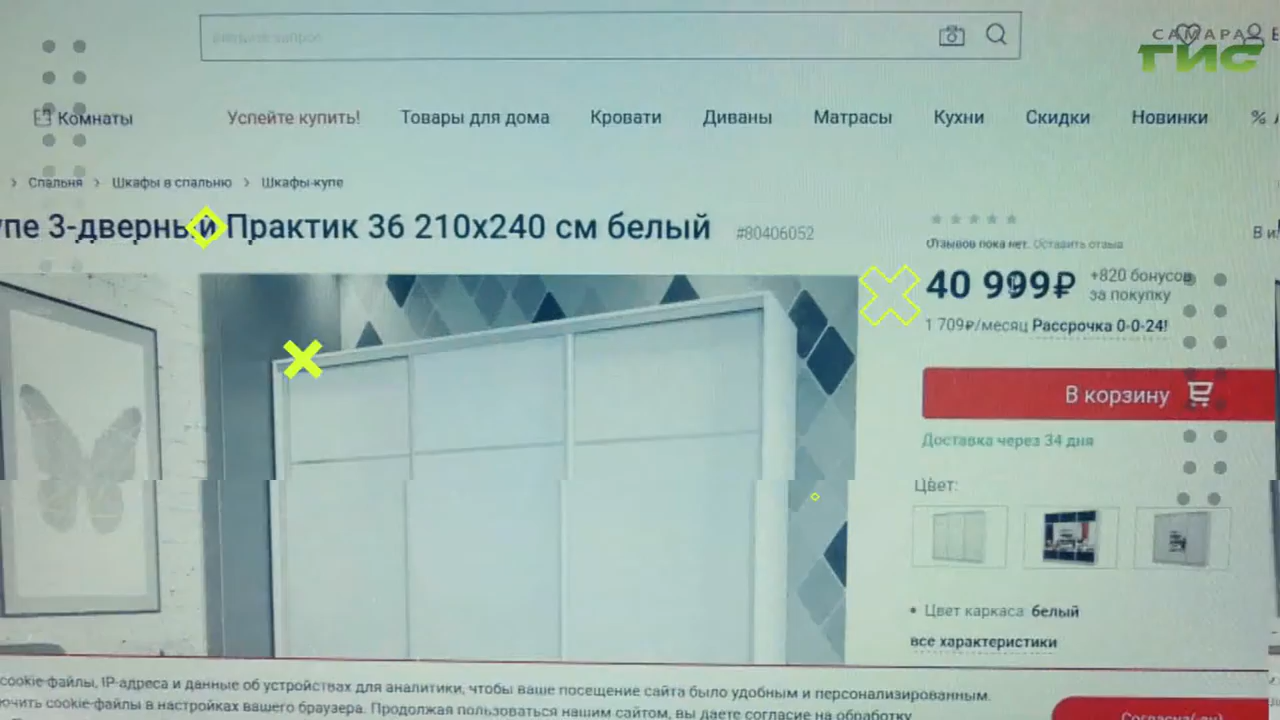 введите запрос
САМАРА
ГИС
Комнаты
Успейте купить!
Товары для дома
Кровати
Диваны
Матрасы
Кухни
Скидки
Новинки
%
Спальня > Шкафы в спальню > Шкафы-купе
3-дверный Практик 36 210x240 см белый
#80406052
Отзывов пока нет. Оставить отзыв
40 999₽
+820 бонусов
за покупку
1 709₽/месяц Рассрочка 0-0-24!
В корзину
Доставка через 34 дня
Цвет:
• Цвет каркаса: белый
все характеристики
cookie-файлы, IP-адреса и данные об устройствах для аналитики, чтобы ваше посещение сайта было удобным и персонализированным.
cookie-файлы в настройках вашего браузера. Продолжая пользоваться нашим сайтом, вы даете согласие на обработку
Согласна(-ен)